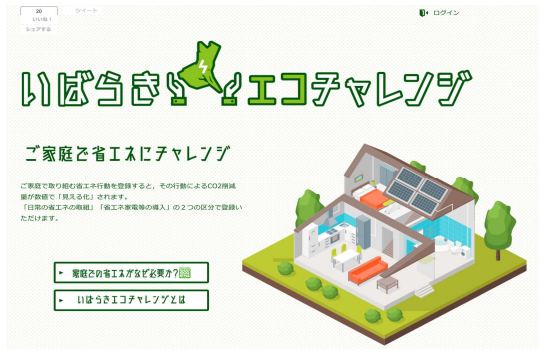 20
いいね！
シェアする
ツイート
ログイン
いばらきエコチャレンジ
ご家庭で省エネにチャレンジ
ご家庭で取り組む省エネ行動を登録すると，その行動によるCO2削減
量が数値で「見える化」されます。
「日常の省エネの取組」「省エネ家電等の導入」の２つの区分で登録い
ただけます。
家庭での省エネがなぜ必要か?
いばらきエコチャレンジとは